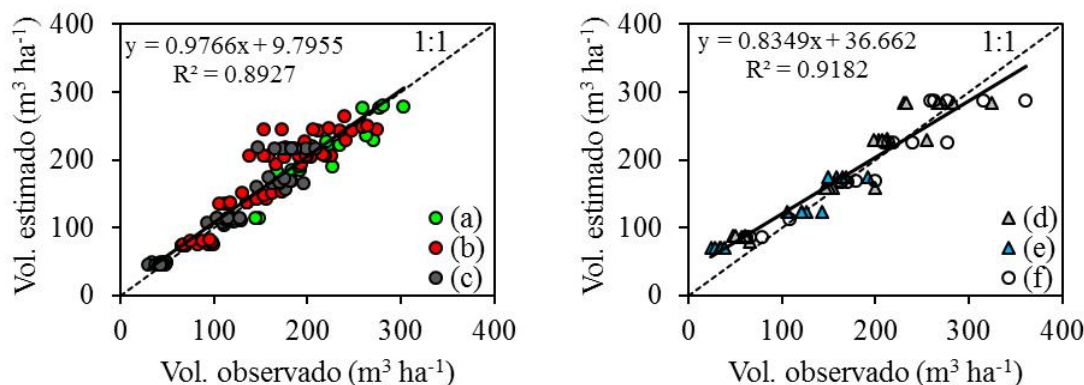 400
300
200
100
0
Vol. estimado (m³ ha⁻¹)
y = 0.9766x + 9.7955
R² = 0.8927
1:1
(a)
(b)
(c)
0 100 200 300 400
Vol. observado (m³ ha⁻¹)
400
300
200
100
0
Vol. estimado (m³ ha⁻¹)
y = 0.8349x + 36.662
R² = 0.9182
1:1
(d)
(e)
(f)
0 100 200 300 400
Vol. observado (m³ ha⁻¹)